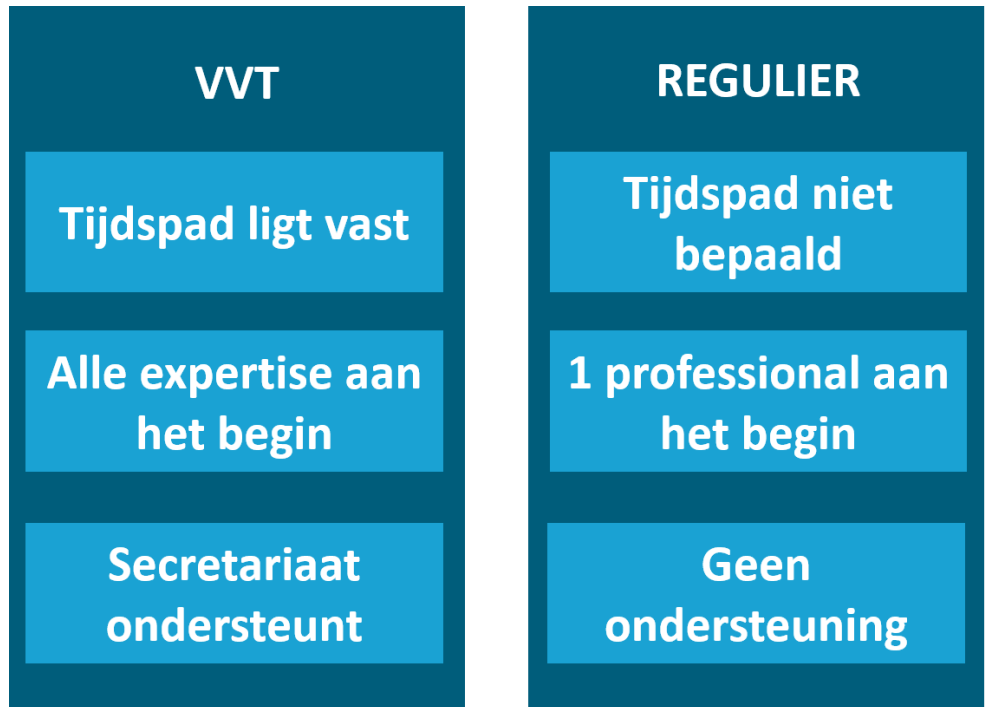 VVT
Tijdspad ligt vast
Alle expertise aan
het begin
Secretariaat
ondersteunt
REGULIER
Tijdspad niet
bepaald
1 professional aan
het begin
Geen
ondersteuning